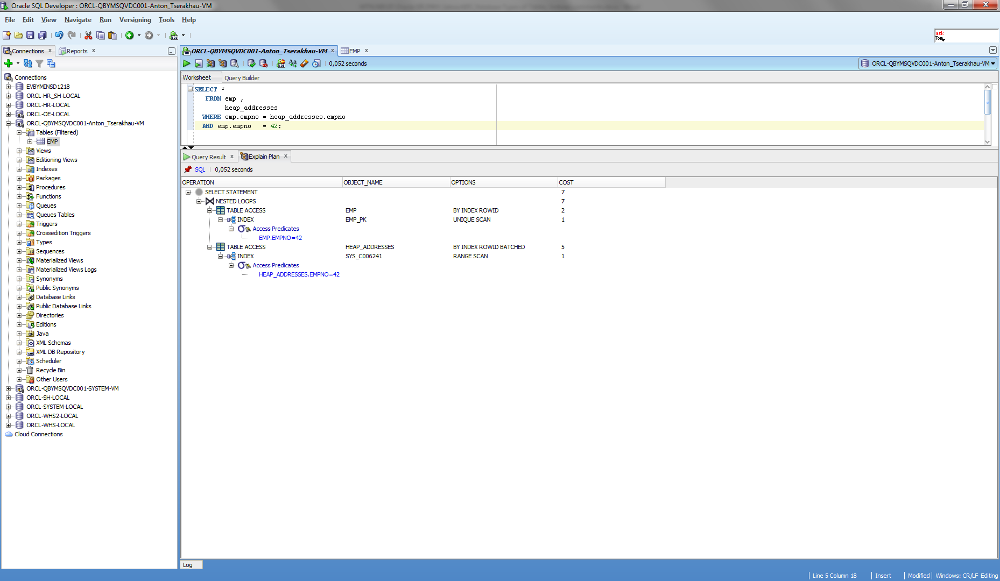 Oracle SQL Developer : ORCL-QBYMSQVDC001-Anton_Tserakhau-VM
File Edit View Navigate Run Versioning Tools Help
ask
Tom
Connections Reports
Connections
EVBYMINSD1218
ORCL-HR_SH-LOCAL
ORCL-HR-LOCAL
ORCL-OE-LOCAL
ORCL-QBYMSQVDC001-Anton_Tserakhau-VM
Tables (Filtered)
EMP
Views
Editioning Views
Indexes
Packages
Procedures
Functions
Queues
Queues Tables
Triggers
Crossedition Triggers
Types
Sequences
Materialized Views
Materialized Views Logs
Synonyms
Public Synonyms
Database Links
Public Database Links
Directories
Editions
Java
XML Schemas
XML DB Repository
Scheduler
Recycle Bin
Other Users
ORCL-QBYMSQVDC001-SYSTEM-VM
ORCL-SH-LOCAL
ORCL-SYSTEM-LOCAL
ORCL-WHS2-LOCAL
ORCL-WHS-LOCAL
Cloud Connections
ORCL-QBYMSQVDC001-Anton_Tserakhau-VM EMP
0,052 seconds ORCL-QBYMSQVDC001-Anton_Tserakhau-VM
Worksheet Query Builder
SELECT *
FROM emp ,
heap_addresses
WHERE emp.empno = heap_addresses.empno
AND emp.empno = 42;
Query Result Explain Plan
SQL 0,052 seconds
OPERATION OBJECT_NAME OPTIONS COST
SELECT STATEMENT 7
NESTED LOOPS 7
TABLE ACCESS EMP BY INDEX ROWID 2
INDEX EMP_PK UNIQUE SCAN 1
Access Predicates
EMP.EMPNO=42
TABLE ACCESS HEAP_ADDRESSES BY INDEX ROWID BATCHED 5
INDEX SYS_C006241 RANGE SCAN 1
Access Predicates
HEAP_ADDRESSES.EMPNO=42
Log
Line 5 Column 18 Insert Modified Windows: CR/LF Editing